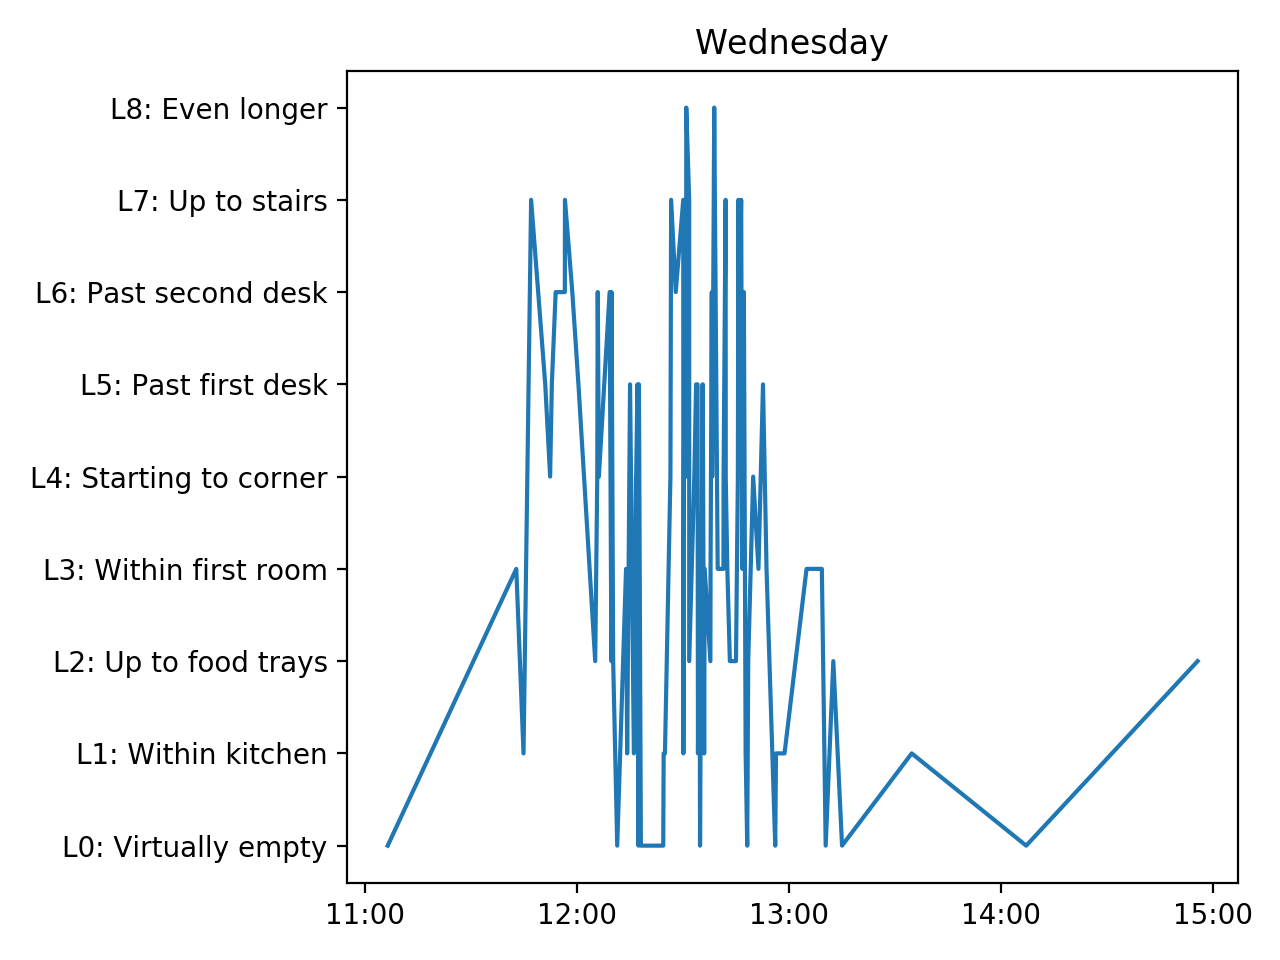 Wednesday
L8: Even longer
L7: Up to stairs
L6: Past second desk
L5: Past first desk
L4: Starting to corner
L3: Within first room
L2: Up to food trays
L1: Within kitchen
L0: Virtually empty
11:00 12:00 13:00 14:00 15:00